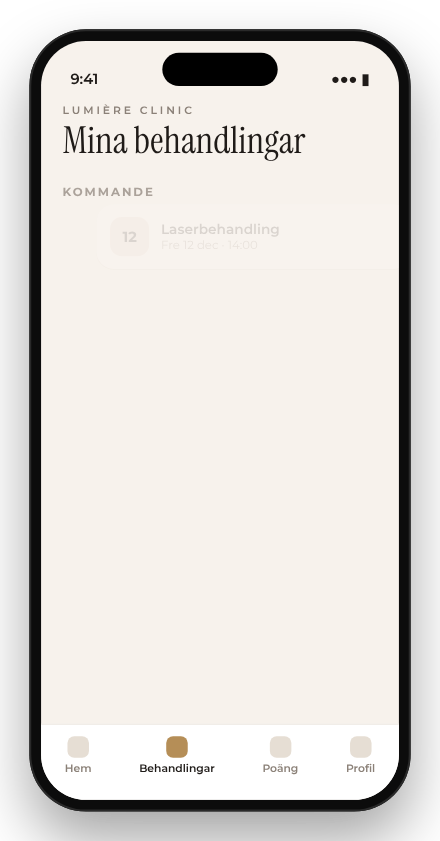 9:41
LUMIÈRE CLINIC
Mina behandlingar
KOMMANDE
12
Laserbehandling
Fre 12 dec · 14:00
Hem
Behandlingar
Poäng
Profil